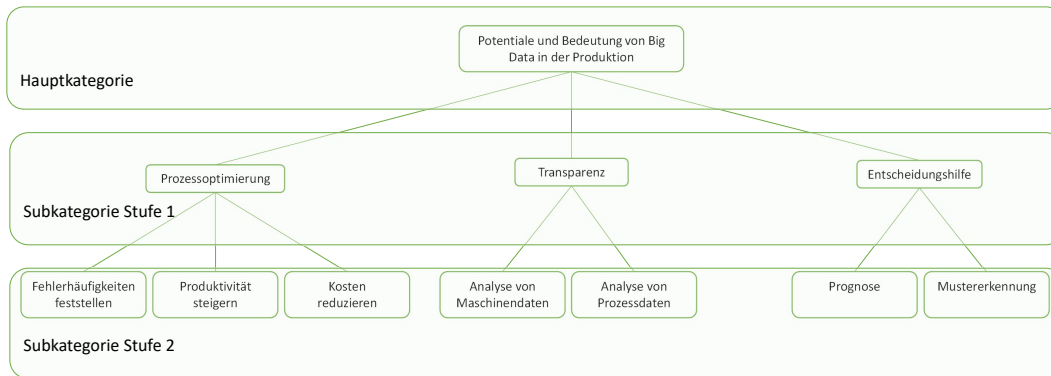 Potentiale und Bedeutung von Big
Data in der Produktion
Hauptkategorie
Prozessoptimierung
Transparenz
Entscheidungshilfe
Subkategorie Stufe 1
Fehlerhäufigkeiten
feststellen
Produktivität
steigern
Kosten
reduzieren
Analyse von
Maschinendaten
Analyse von
Prozessdaten
Prognose
Mustererkennung
Subkategorie Stufe 2